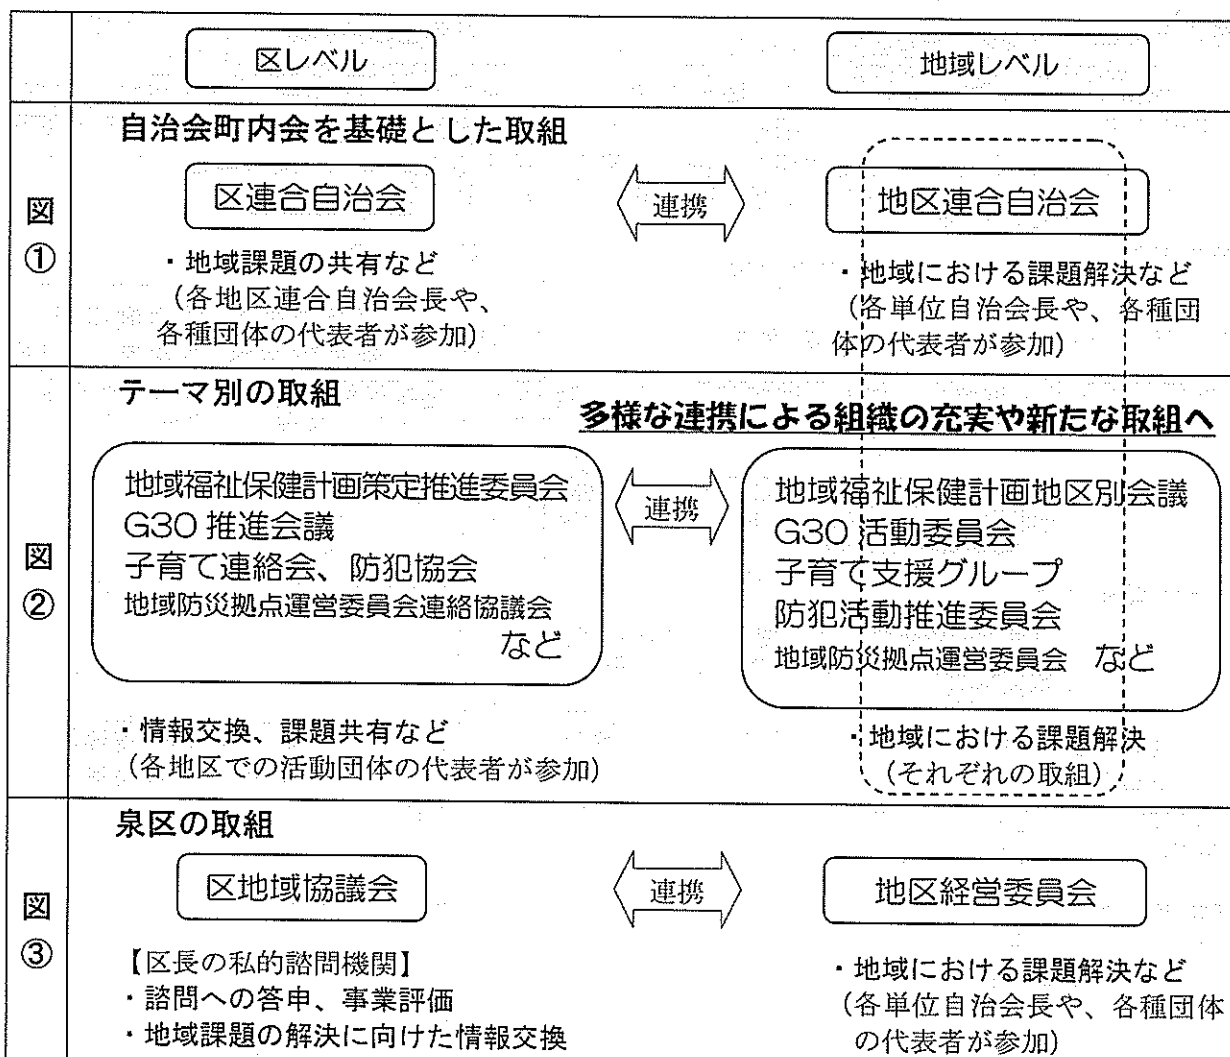 区レベル
地域レベル
図
①
自治会町内会を基礎とした取組
区連合自治会
・地域課題の共有など
(各地区連合自治会長や、
各種団体の代表者が参加)
連携
地区連合自治会
・地域における課題解決など
(各単位自治会長や、各種団
体の代表者が参加)
図
②
テーマ別の取組
多様な連携による組織の充実や新たな取組へ
地域福祉保健計画策定推進委員会
G30 推進会議
子育て連絡会、防犯協会
地域防災拠点運営委員会連絡協議会
など
・情報交換、課題共有など
(各地区での活動団体の代表者が参加)
連携
地域福祉保健計画地区別会議
G30 活動委員会
子育て支援グループ
防犯活動推進委員会
地域防災拠点運営委員会 など
・地域における課題解決
(それぞれの取組)
図
③
泉区の取組
区地域協議会
【区長の私的諮問機関】
・諮問への答申、事業評価
・地域課題の解決に向けた情報交換
連携
地区経営委員会
・地域における課題解決など
(各単位自治会長や、各種団体
の代表者が参加)